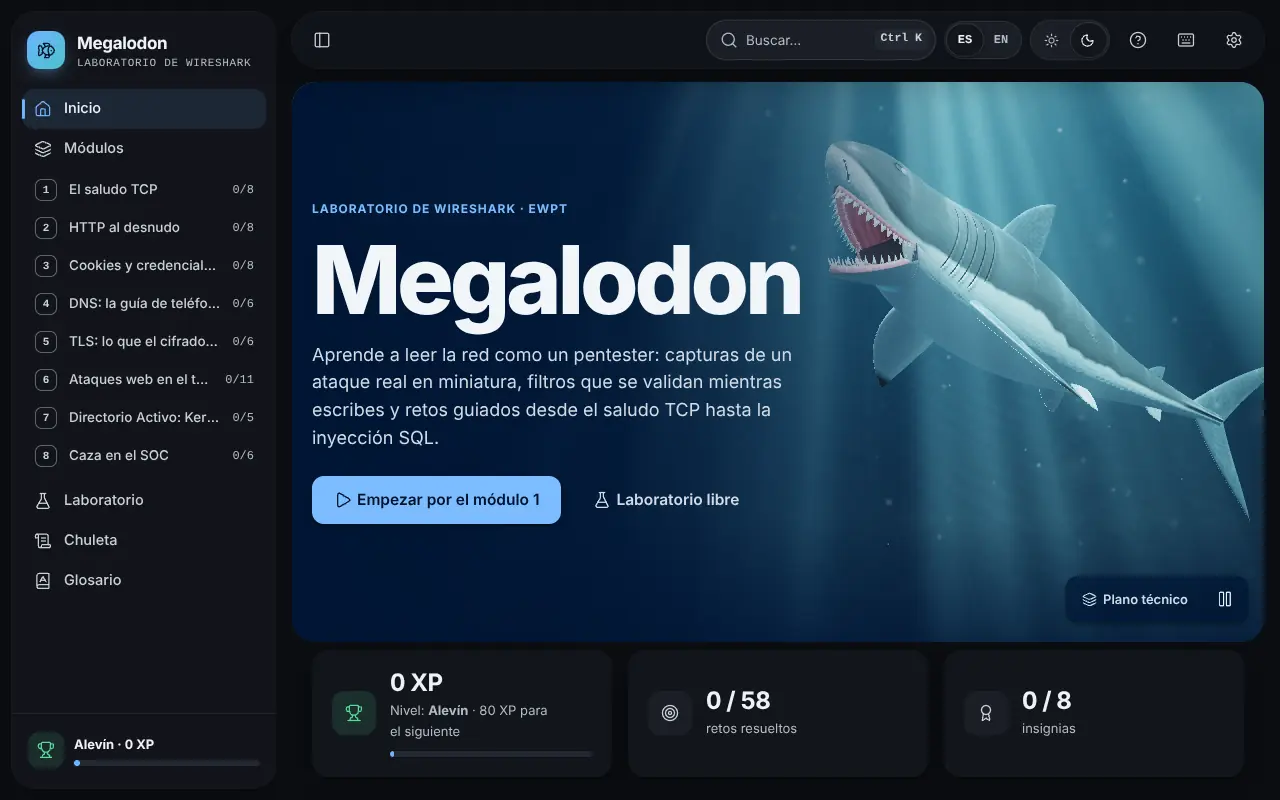 Megalodon
LABORATORIO DE WIRESHARK
Inicio
Módulos
1 El saludo TCP 0/8
2 HTTP al desnudo 0/8
3 Cookies y credencial... 0/8
4 DNS: la guía de teléfo... 0/6
5 TLS: lo que el cifrado... 0/6
6 Ataques web en el t... 0/11
7 Directorio Activo: Ker... 0/5
8 Caza en el SOC 0/6
Laboratorio
Chuleta
Glosario
Alevín · 0 XP
Buscar... Ctrl K
ES EN
LABORATORIO DE WIRESHARK · EWPT
Megalodon
Aprende a leer la red como un pentester: capturas de un
ataque real en miniatura, filtros que se validan mientras
escribes y retos guiados desde el saludo TCP hasta la
inyección SQL.
Empezar por el módulo 1
Laboratorio libre
Plano técnico
0 XP
Nivel: Alevín · 80 XP para
el siguiente
0 / 58
retos resueltos
0 / 8
insignias